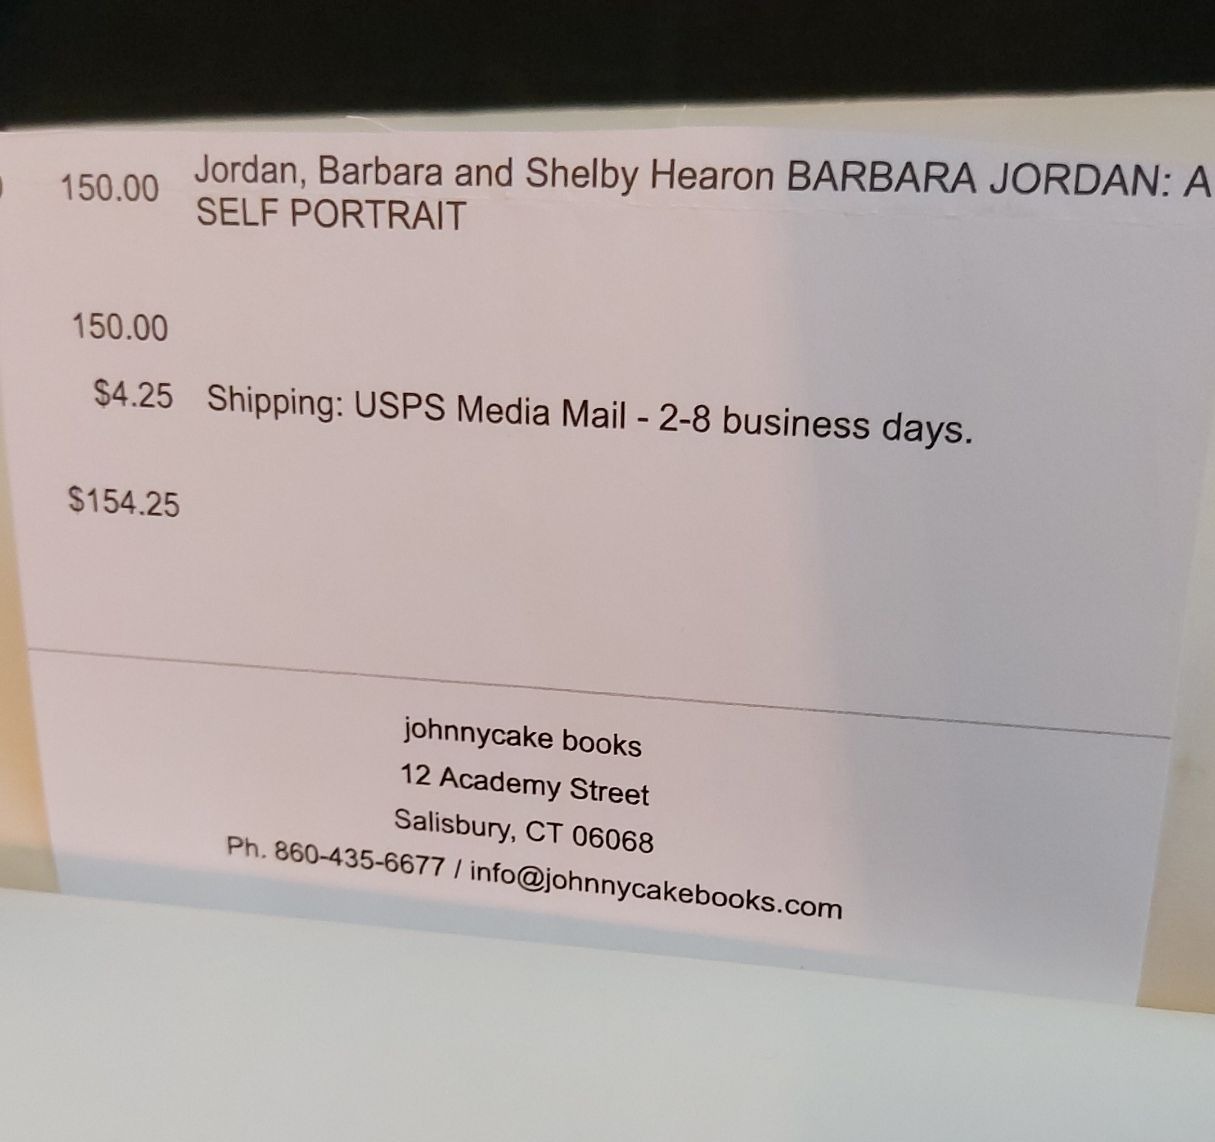 150.00 Jordan, Barbara and Shelby Hearon BARBARA JORDAN: A
SELF PORTRAIT
150.00
$4.25 Shipping: USPS Media Mail - 2-8 business days.
$154.25
johnnycake books
12 Academy Street
Salisbury, CT 06068
Ph. 860-435-6677 / info@johnnycakebooks.com